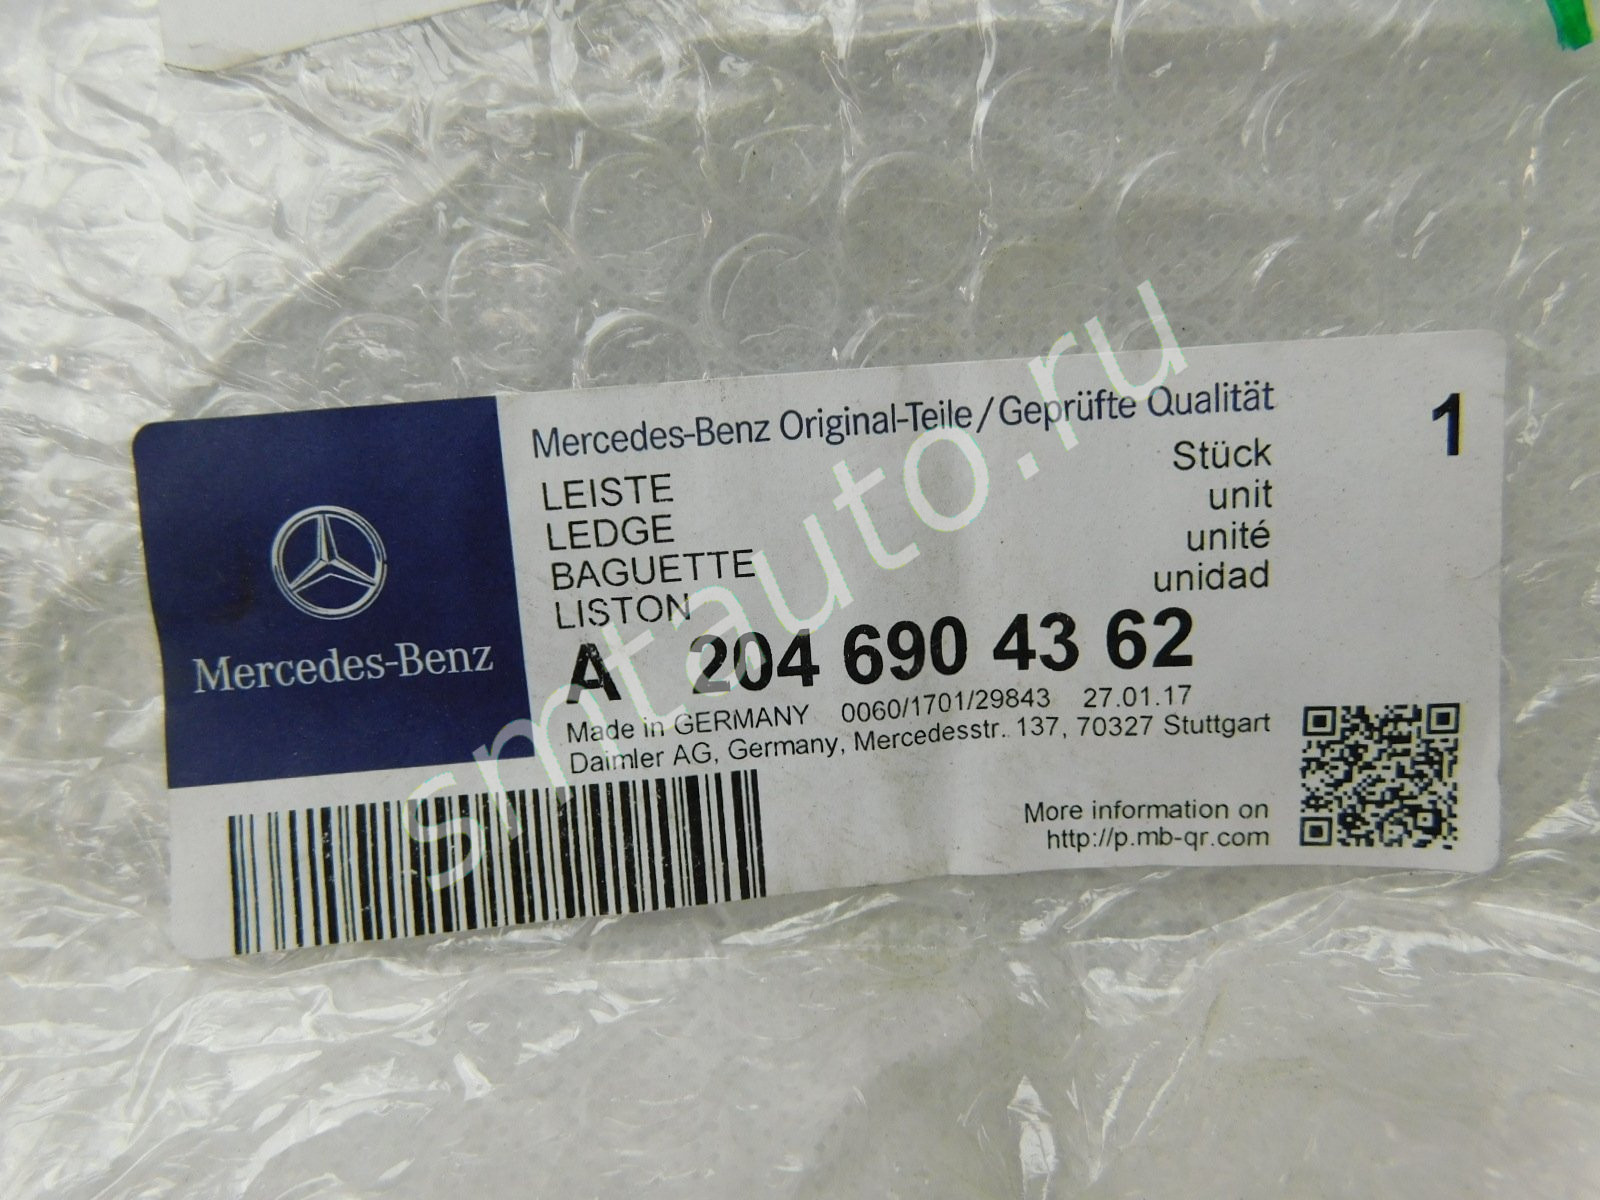 Mercedes-Benz Original-Teile/Geprüfte Qualität
1
LEISTE
LEDGE
BAGUETTE
LISTON
Stück
unit
unité
unidad
A 204 690 43 62
Made in GERMANY 0060/1701/29843 27.01.17
Daimler AG, Germany, Mercedesstr. 137, 70327 Stuttgart
Mercedes-Benz
More information on
http://p.mb-qr.com
smtauto.ru